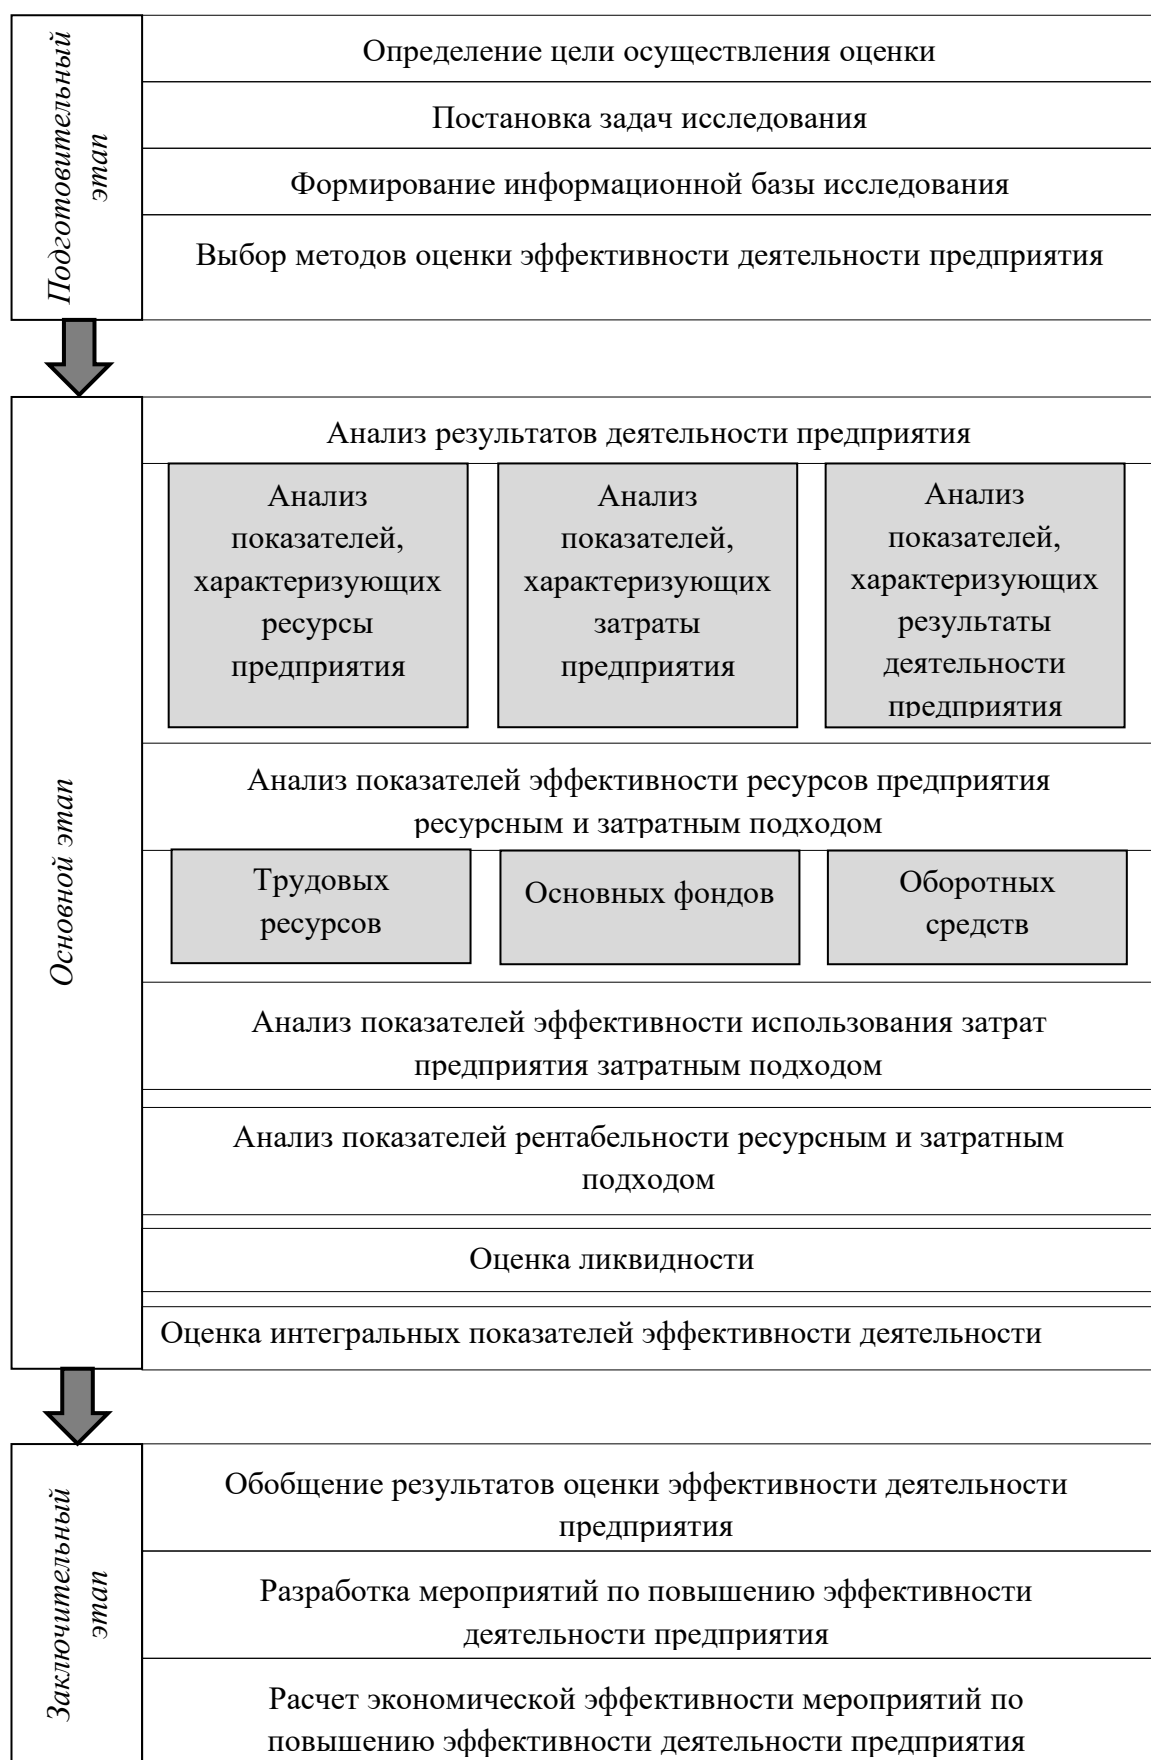 Подготовительный
этап
Определение цели осуществления оценки
Постановка задач исследования
Формирование информационной базы исследования
Выбор методов оценки эффективности деятельности предприятия
Основной этап
Анализ результатов деятельности предприятия
Анализ
показателей,
характеризующих
ресурсы
предприятия
Анализ
показателей,
характеризующих
затраты
предприятия
Анализ
показателей,
характеризующих
результаты
деятельности
предприятия
Анализ показателей эффективности ресурсов предприятия
ресурсным и затратным подходом
Трудовых
ресурсов
Основных фондов
Оборотных
средств
Анализ показателей эффективности использования затрат
предприятия затратным подходом
Анализ показателей рентабельности ресурсным и затратным
подходом
Оценка ликвидности
Оценка интегральных показателей эффективности деятельности
Заключительный
этап
Обобщение результатов оценки эффективности деятельности
предприятия
Разработка мероприятий по повышению эффективности
деятельности предприятия
Расчет экономической эффективности мероприятий по
повышению эффективности деятельности предприятия